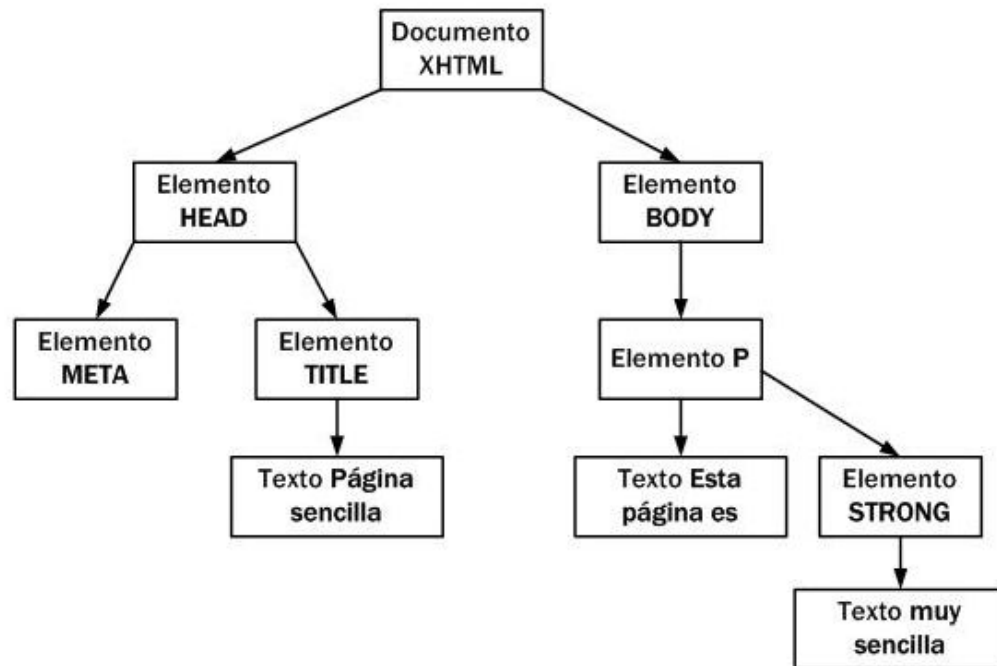 Documento
XHTML
Elemento
HEAD
Elemento
BODY
Elemento
META
Elemento
TITLE
Elemento P
Texto Página
sencilla
Texto Esta
página es
Elemento
STRONG
Texto muy
sencilla